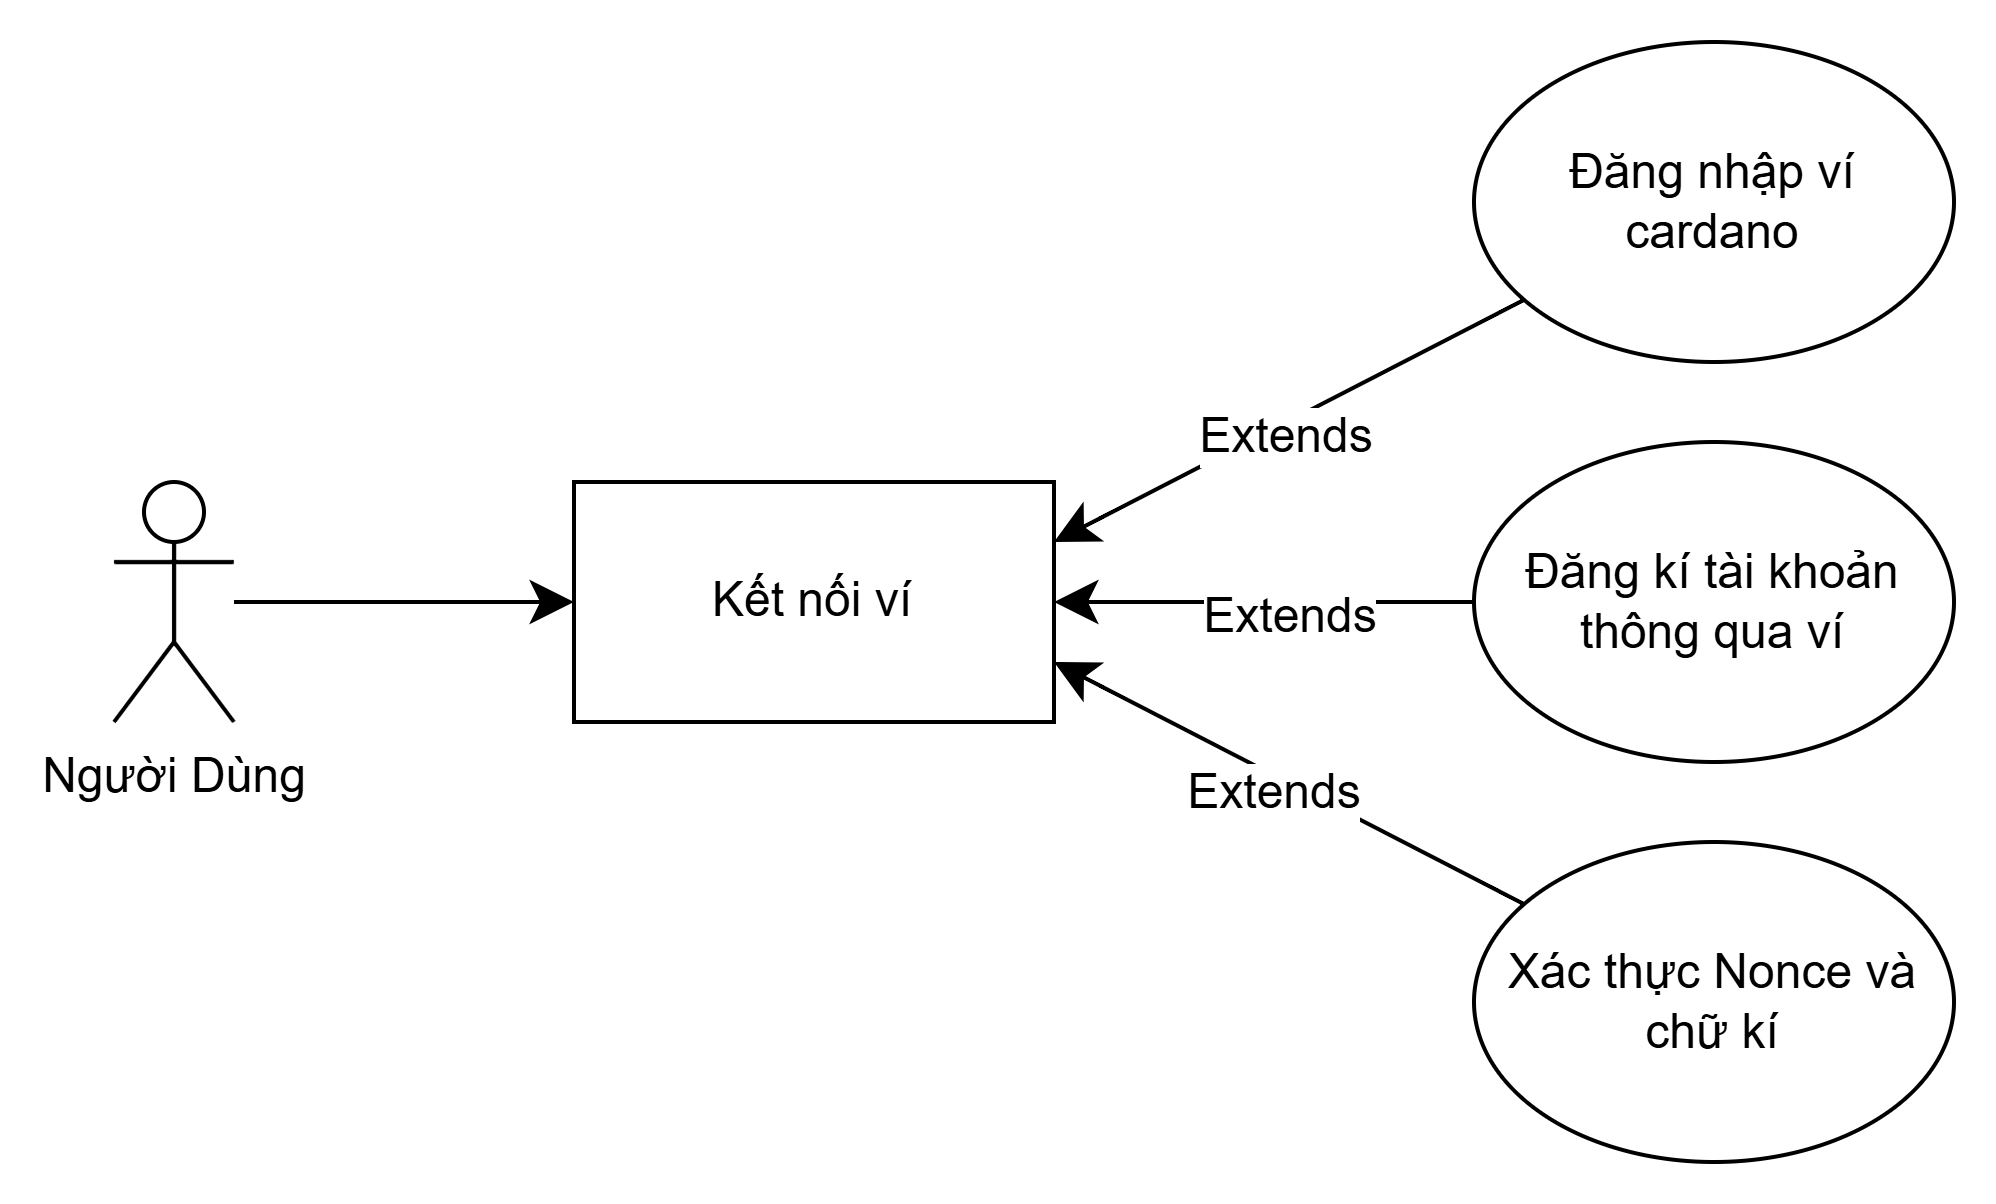 Đăng nhập ví
cardano
Extends
Đăng kí tài khoản
thông qua ví
Kết nối ví
Extends
Người Dùng
Extends
Xác thực Nonce và
chữ kí